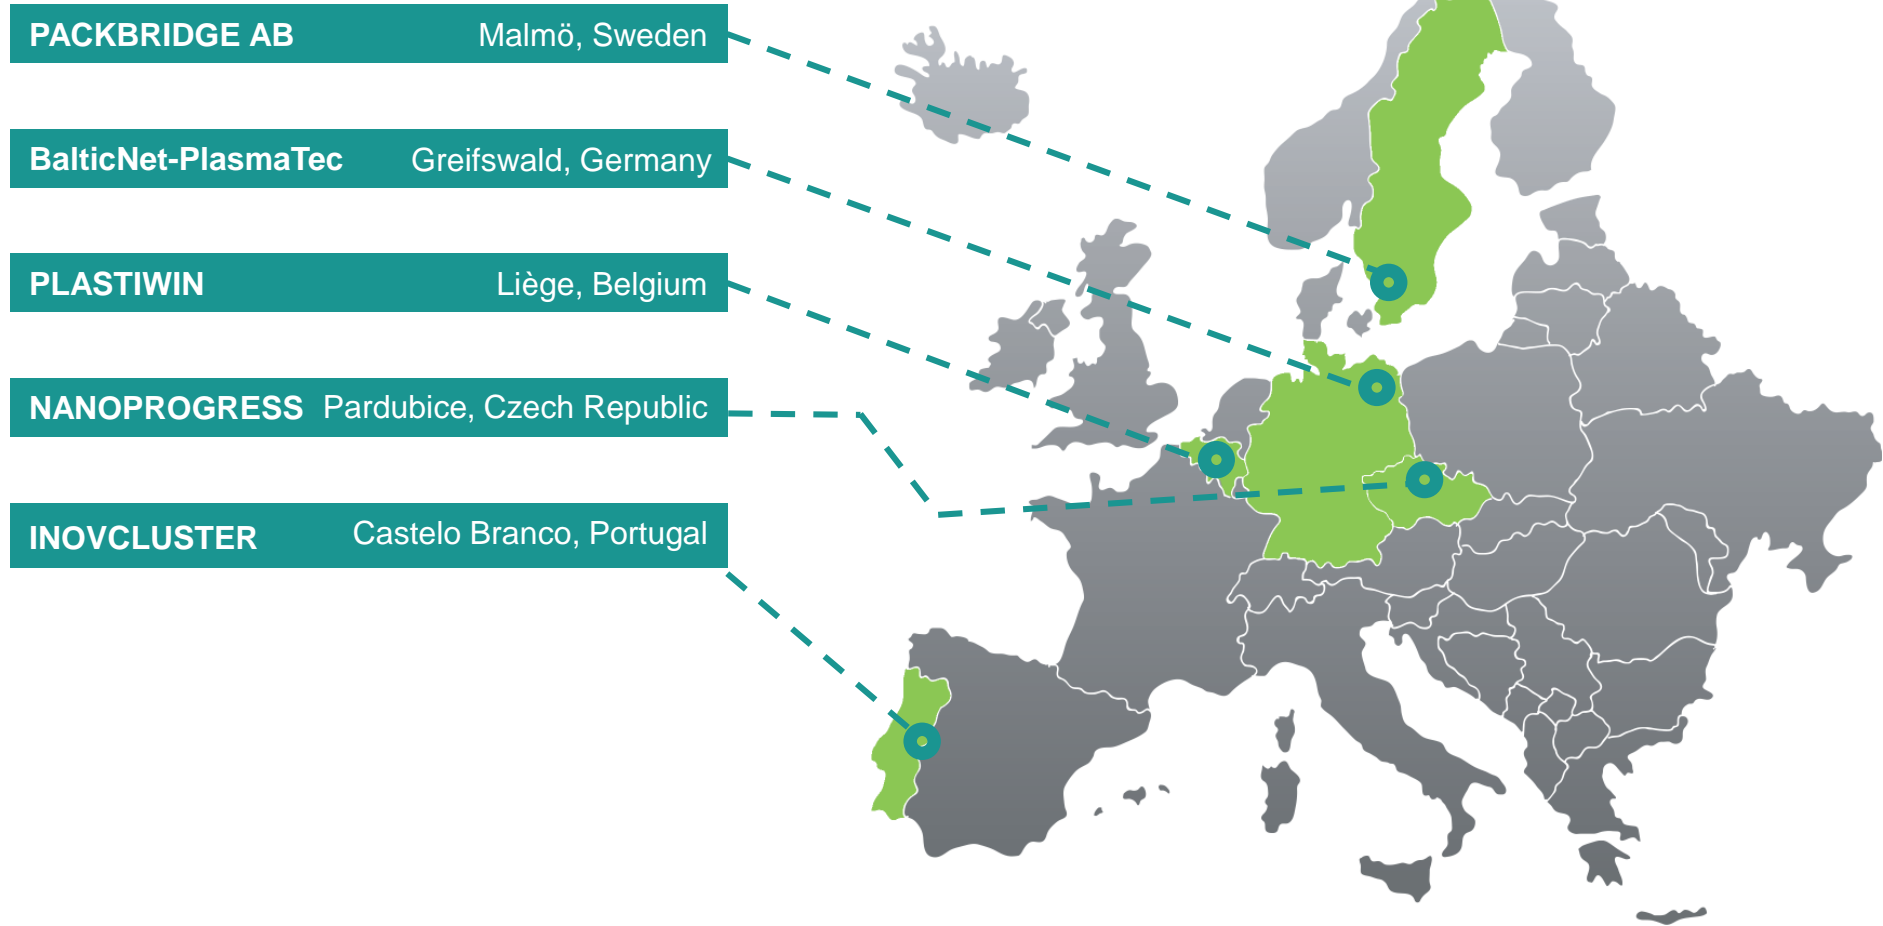 PACKBRIDGE AB Malmö, Sweden
BalticNet-PlasmaTec Greifswald, Germany
PLASTIWIN Liège, Belgium
NANOPROGRESS Pardubice, Czech Republic
INOVCLUSTER Castelo Branco, Portugal